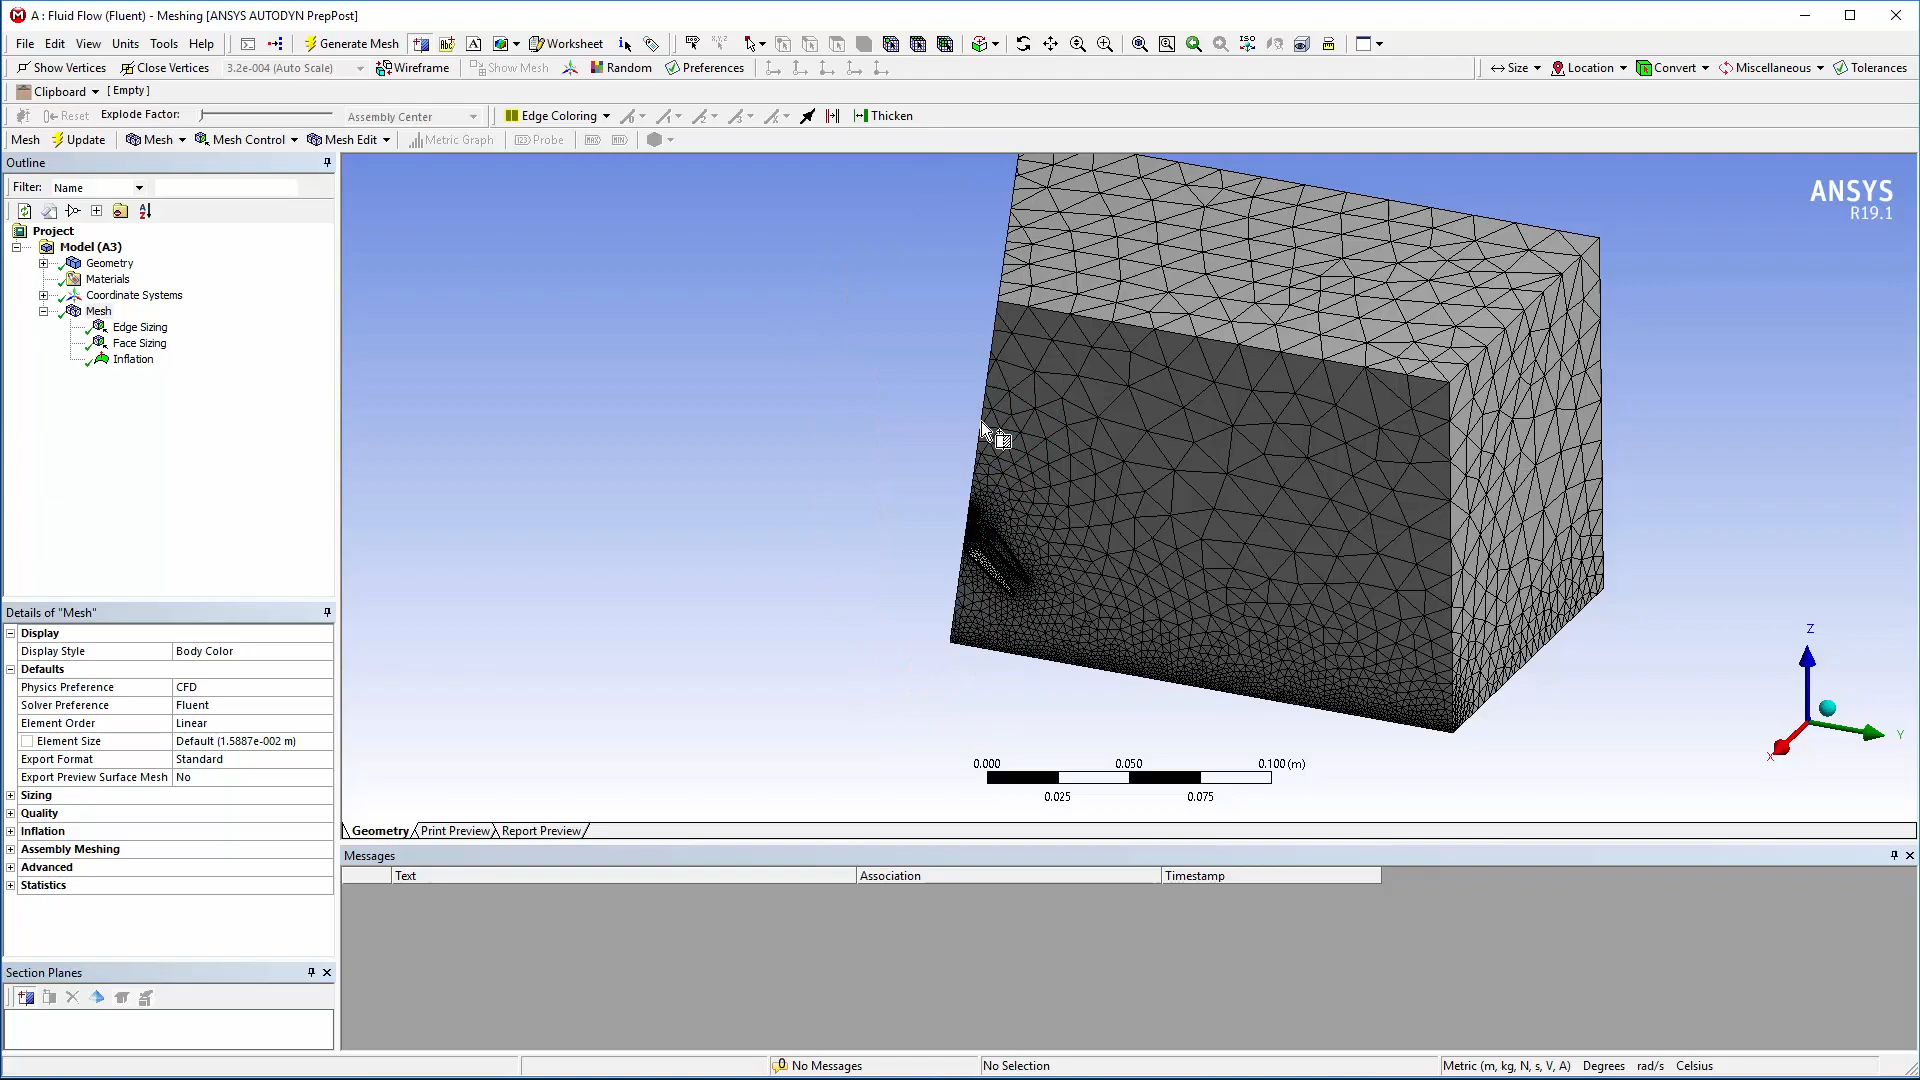 A : Fluid Flow (Fluent) - Meshing [ANSYS AUTODYN PrepPost]
File Edit View Units Tools Help Generate Mesh Worksheet
Show Vertices Close Vertices 3.2e-004 (Auto Scale) Wireframe Show Mesh Random Preferences Size Location Convert Miscellaneous Tolerances
Clipboard [ Empty ]
Reset Explode Factor: Assembly Center Edge Coloring Thicken
Mesh Update Mesh Mesh Control Mesh Edit Metric Graph Probe
Outline
Filter: Name
Project
Model (A3)
Geometry
Materials
Coordinate Systems
Mesh
Edge Sizing
Face Sizing
Inflation
Details of "Mesh"
Display
Display Style Body Color
Defaults
Physics Preference CFD
Solver Preference Fluent
Element Order Linear
Element Size Default (1.5887e-002 m)
Export Format Standard
Export Preview Surface Mesh No
Sizing
Quality
Inflation
Assembly Meshing
Advanced
Statistics
Section Planes
ANSYS
R19.1
Z
Y
X
0.000 0.050 0.100 (m)
0.025 0.075
Geometry Print Preview Report Preview
Messages
Text Association Timestamp
No Messages No Selection Metric (m, kg, N, s, V, A) Degrees rad/s Celsius